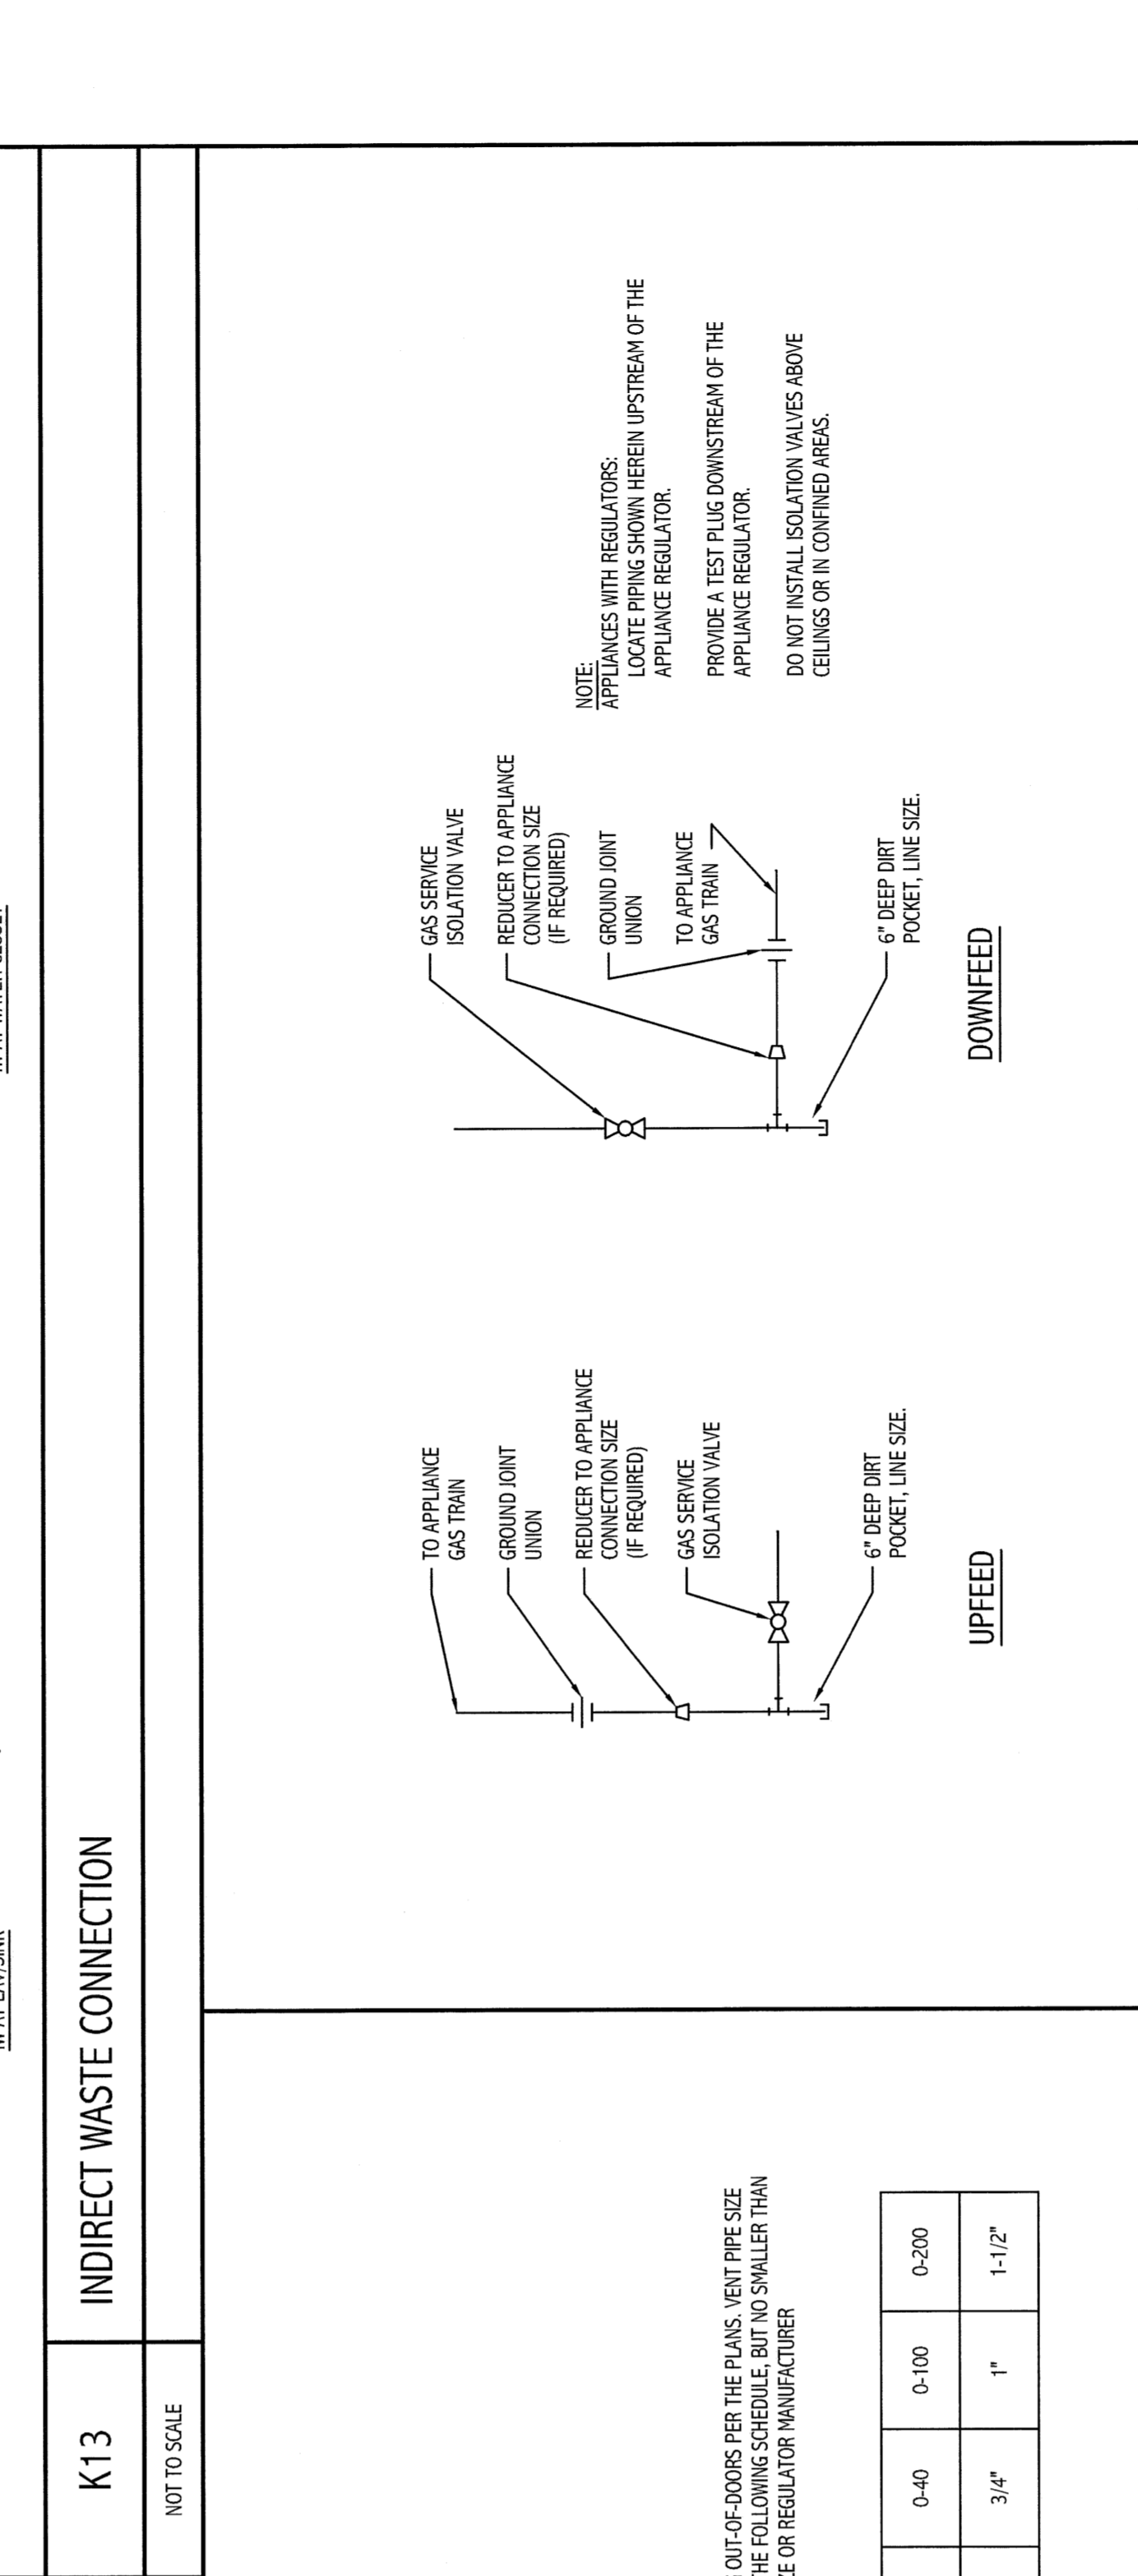 K13
INDIRECT WASTE CONNECTION
NOT TO SCALE
OUT-OF-DOORS PER THE PLANS. VENT PIPE SIZE
THE FOLLOWING SCHEDULE, BUT NO SMALLER THAN
OR REGULATOR MANUFACTURER
0-40
0-100
0-200
3/4"
1"
1-1/2"
TO APPLIANCE
GAS TRAIN
GROUND JOINT
UNION
REDUCER TO APPLIANCE
CONNECTION SIZE
(IF REQUIRED)
GAS SERVICE
ISOLATION VALVE
6" DEEP DIRT
POCKET, LINE SIZE.
UPFEED
GAS SERVICE
ISOLATION VALVE
REDUCER TO APPLIANCE
CONNECTION SIZE
(IF REQUIRED)
GROUND JOINT
UNION
TO APPLIANCE
GAS TRAIN
6" DEEP DIRT
POCKET, LINE SIZE.
DOWNFEED
NOTE:
APPLIANCES WITH REGULATORS:
LOCATE PIPING SHOWN HEREIN UPSTREAM OF THE
APPLIANCE REGULATOR.
PROVIDE A TEST PLUG DOWNSTREAM OF THE
APPLIANCE REGULATOR.
DO NOT INSTALL ISOLATION VALVES ABOVE
CEILINGS OR IN CONFINED AREAS.